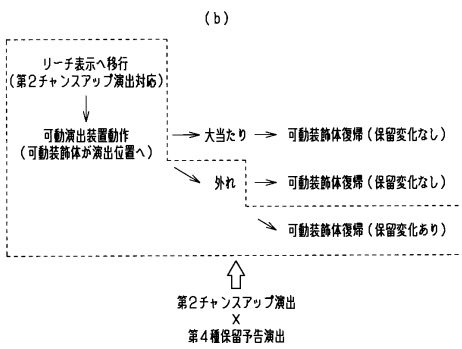 (b)
リーチ表示へ移行
(第2チャンスアップ演出対応)
可動演出装置動作
(可動装飾体が演出位置へ)
大当たり
可動装飾体復帰(保留変化なし)
外れ
可動装飾体復帰(保留変化なし)
可動装飾体復帰(保留変化あり)
第2チャンスアップ演出
×
第4種保留予告演出